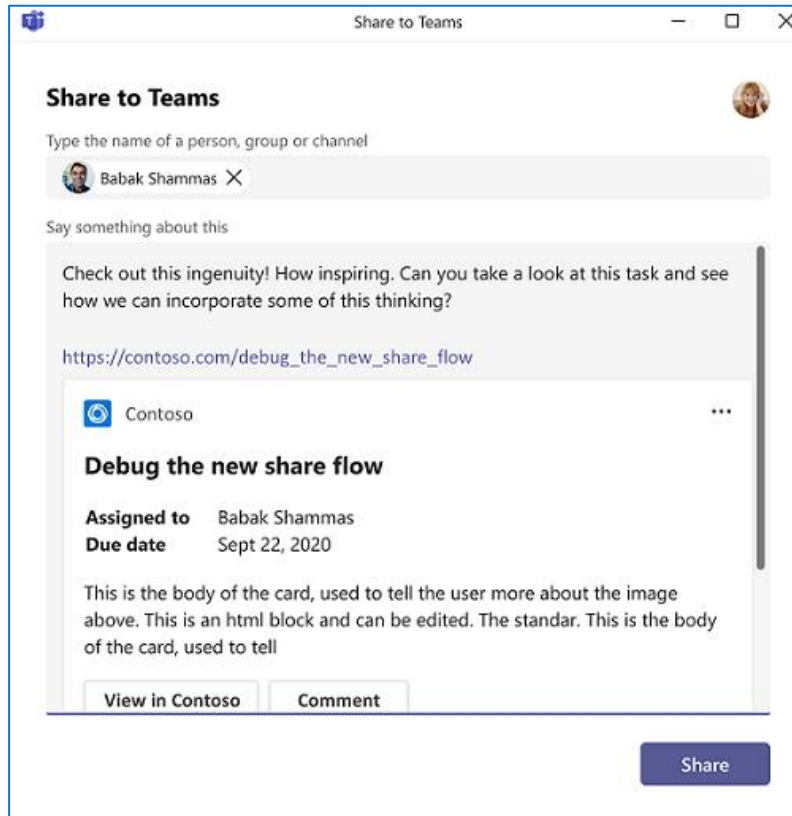 Share to Teams
Share to Teams
Type the name of a person, group or channel
Babak Shammas
Say something about this
Check out this ingenuity! How inspiring. Can you take a look at this task and see
how we can incorporate some of this thinking?
https://contoso.com/debug_the_new_share_flow
Contoso
Debug the new share flow
Assigned to Babak Shammas
Due date Sept 22, 2020
This is the body of the card, used to tell the user more about the image
above. This is an html block and can be edited. The standar. This is the body
of the card, used to tell
View in Contoso Comment
Share